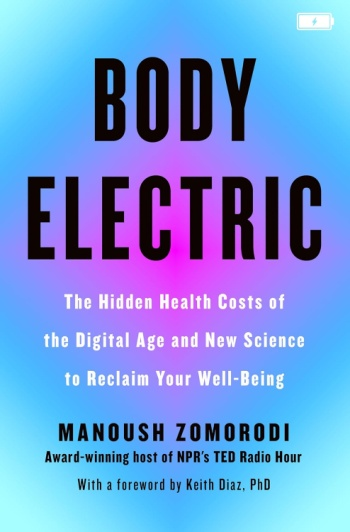 BODY
ELECTRIC
The Hidden Health Costs of
the Digital Age and New Science
to Reclaim Your Well-Being
MANOUSH ZOMORODI
Award-winning host of NPR's TED Radio Hour
With a foreword by Keith Diaz, PhD